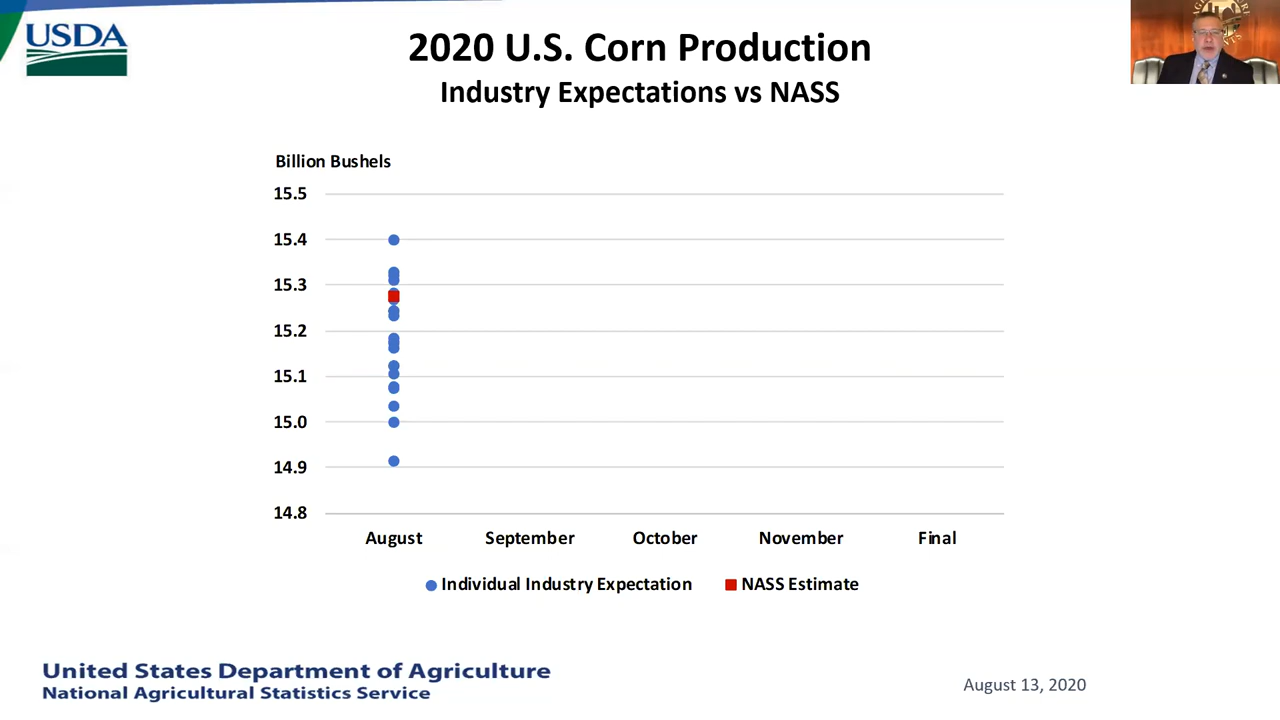 USDA
2020 U.S. Corn Production
Industry Expectations vs NASS
Billion Bushels
15.5
15.4
15.3
15.2
15.1
15.0
14.9
14.8
August September October November Final
Individual Industry Expectation NASS Estimate
United States Department of Agriculture
National Agricultural Statistics Service
August 13, 2020